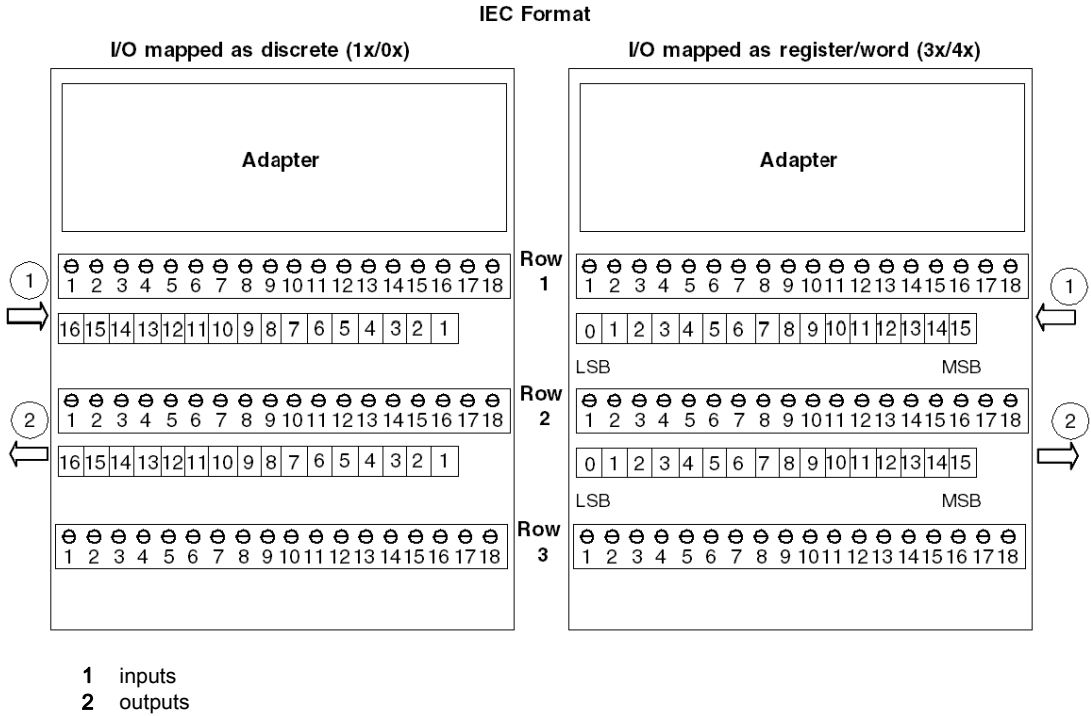 IEC Format
I/O mapped as discrete (1x/0x)
I/O mapped as register/word (3x/4x)
Adapter
Adapter
Row 1
1
1 2 3 4 5 6 7 8 9 10 11 12 13 14 15 16 17 18
16 15 14 13 12 11 10 9 8 7 6 5 4 3 2 1
1 2 3 4 5 6 7 8 9 10 11 12 13 14 15 16 17 18
1
0 1 2 3 4 5 6 7 8 9 10 11 12 13 14 15
LSB MSB
Row 2
2
1 2 3 4 5 6 7 8 9 10 11 12 13 14 15 16 17 18
16 15 14 13 12 11 10 9 8 7 6 5 4 3 2 1
1 2 3 4 5 6 7 8 9 10 11 12 13 14 15 16 17 18
2
0 1 2 3 4 5 6 7 8 9 10 11 12 13 14 15
LSB MSB
Row 3
1 2 3 4 5 6 7 8 9 10 11 12 13 14 15 16 17 18
1 2 3 4 5 6 7 8 9 10 11 12 13 14 15 16 17 18
1 inputs
2 outputs